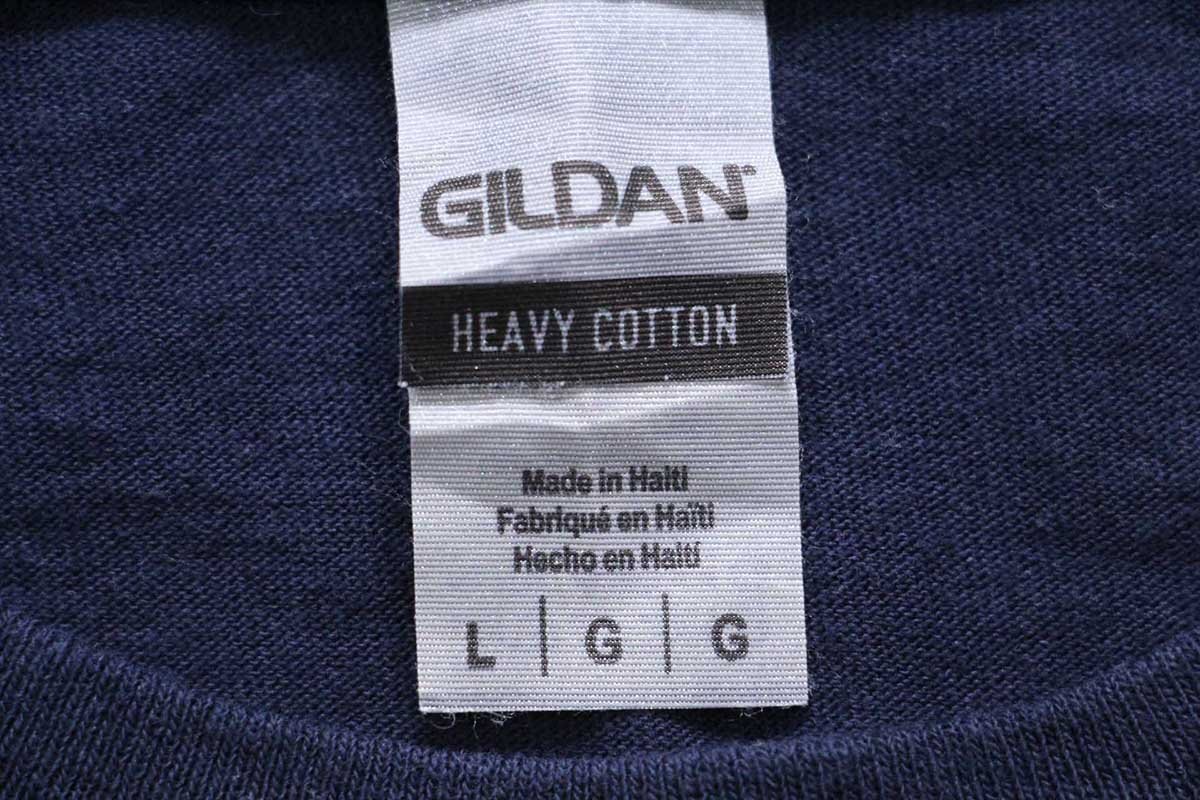 GILDAN
HEAVY COTTON
Made in Haiti
Fabriqué en Haïti
Hecho en Haití
L | G | G